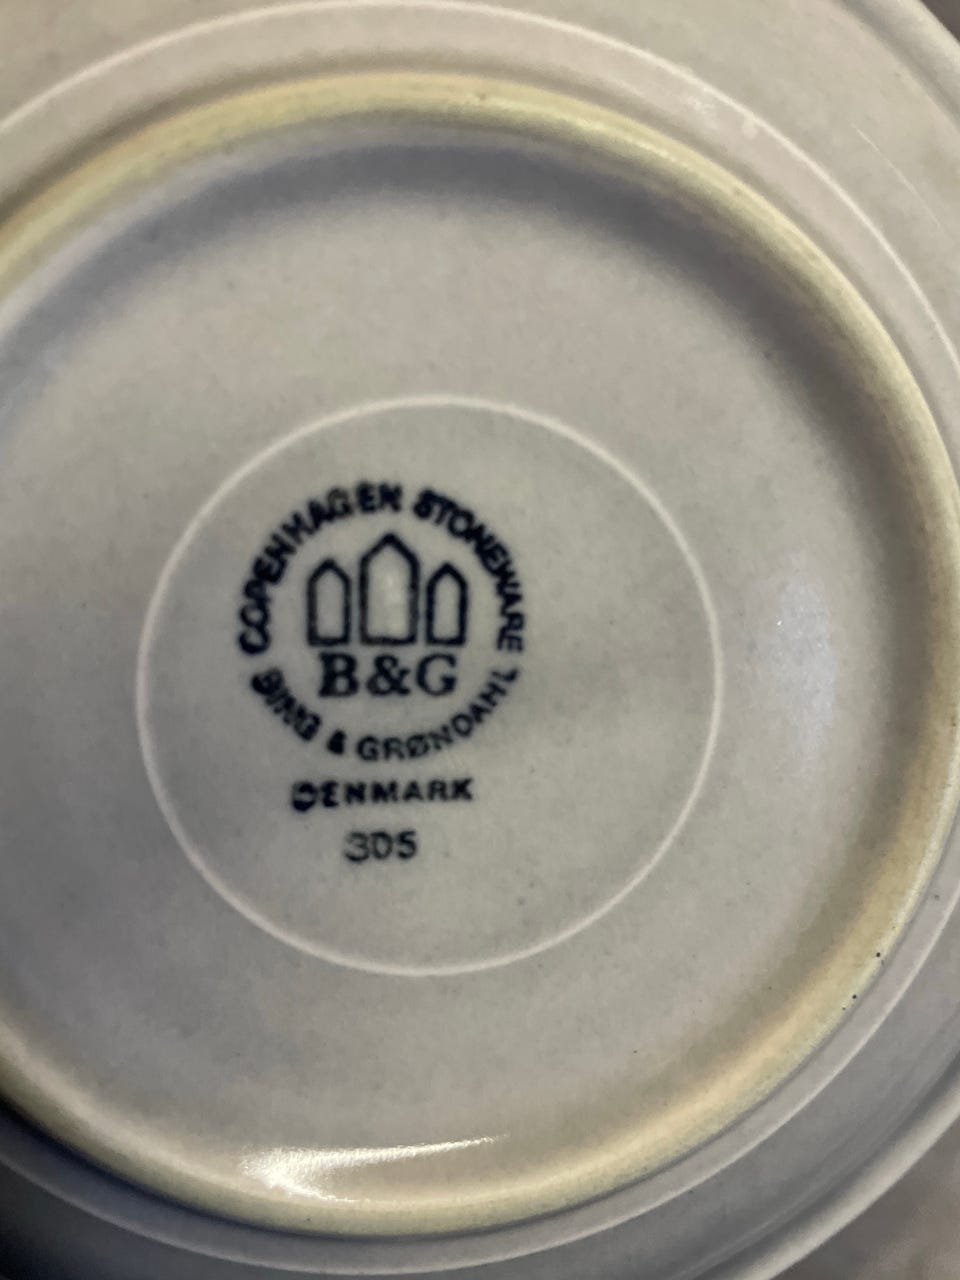 COPENHAGEN STONEWARE
B&G
BING & GRØNDAHL
DENMARK
305